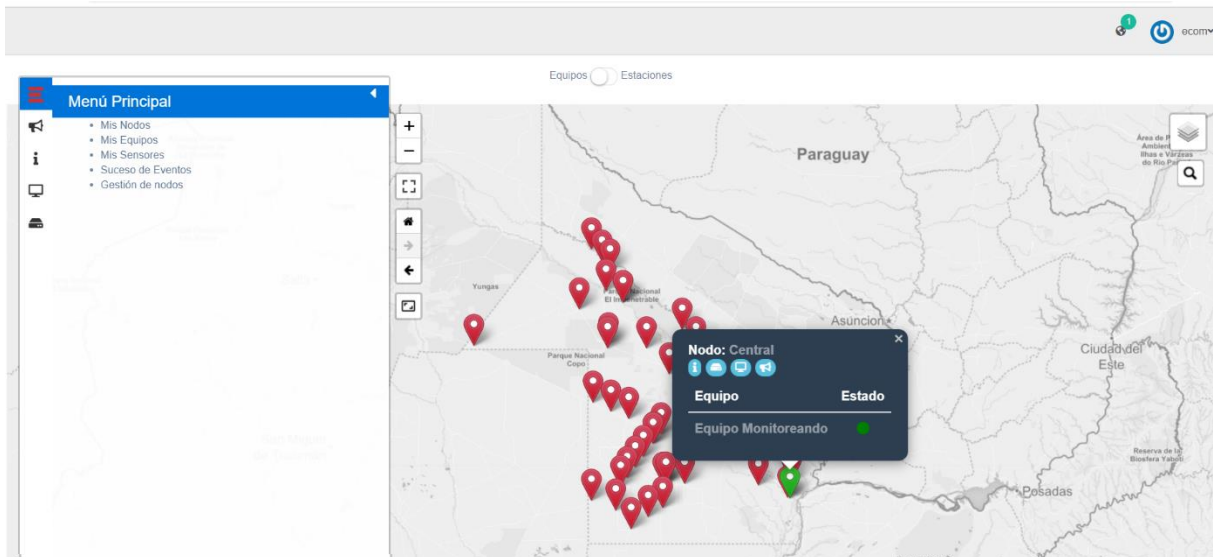 1
ecom
Equipos Estaciones
Menú Principal
Mis Nodos
Mis Equipos
Mis Sensores
Suceso de Eventos
Gestión de nodos
+
−
Paraguay
Yungas
Parque Nacional
El Impenetrable
Asunción
Parque Nacional
Copo
Ciudad del
Este
Nodo: Central
×
Equipo Estado
Equipo Monitoreando
Reserva de la
Biosfera Yabotí
Posadas